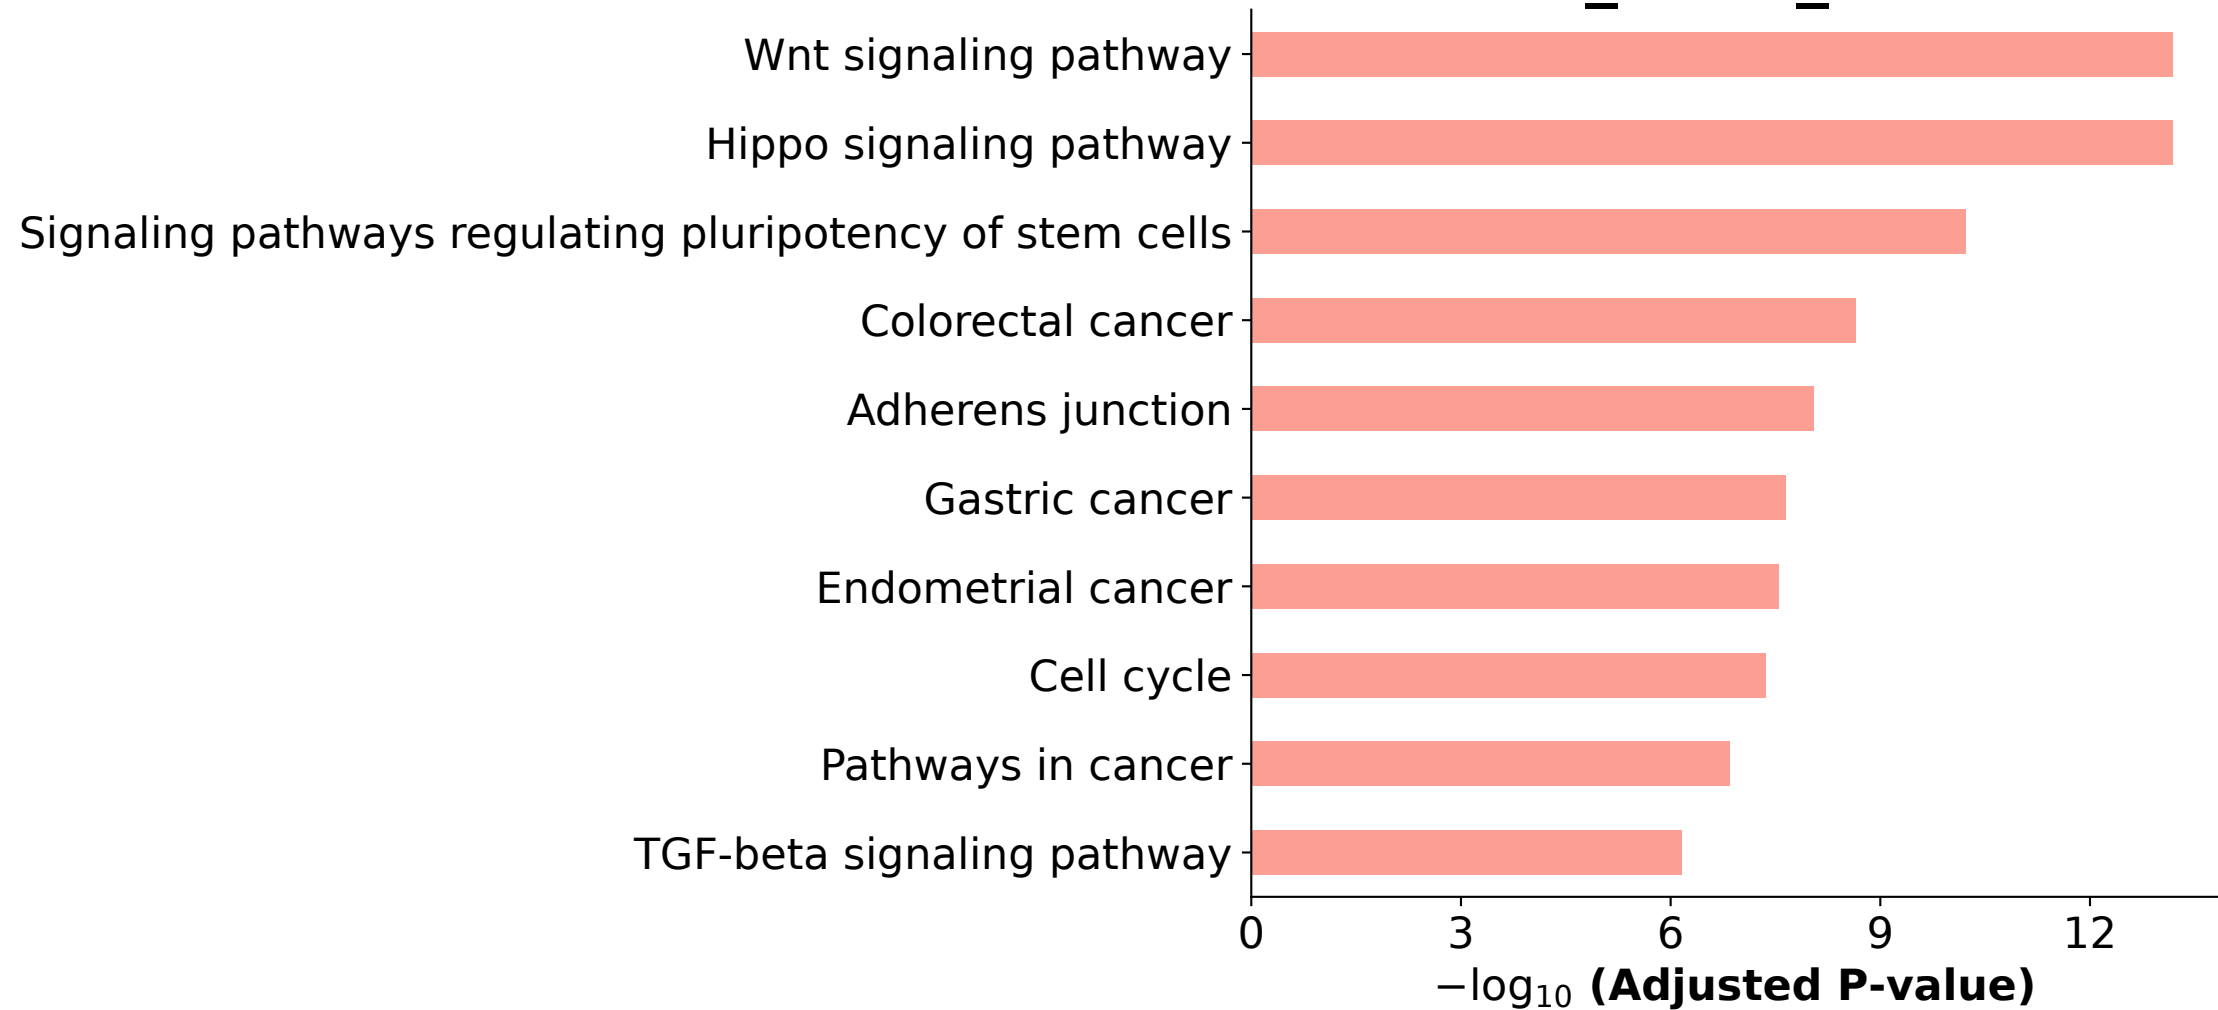 Wnt signaling pathway
Hippo signaling pathway
Signaling pathways regulating pluripotency of stem cells
Colorectal cancer
Adherens junction
Gastric cancer
Endometrial cancer
Cell cycle
Pathways in cancer
TGF-beta signaling pathway
0 3 6 9 12
−log₁₀ (Adjusted P-value)